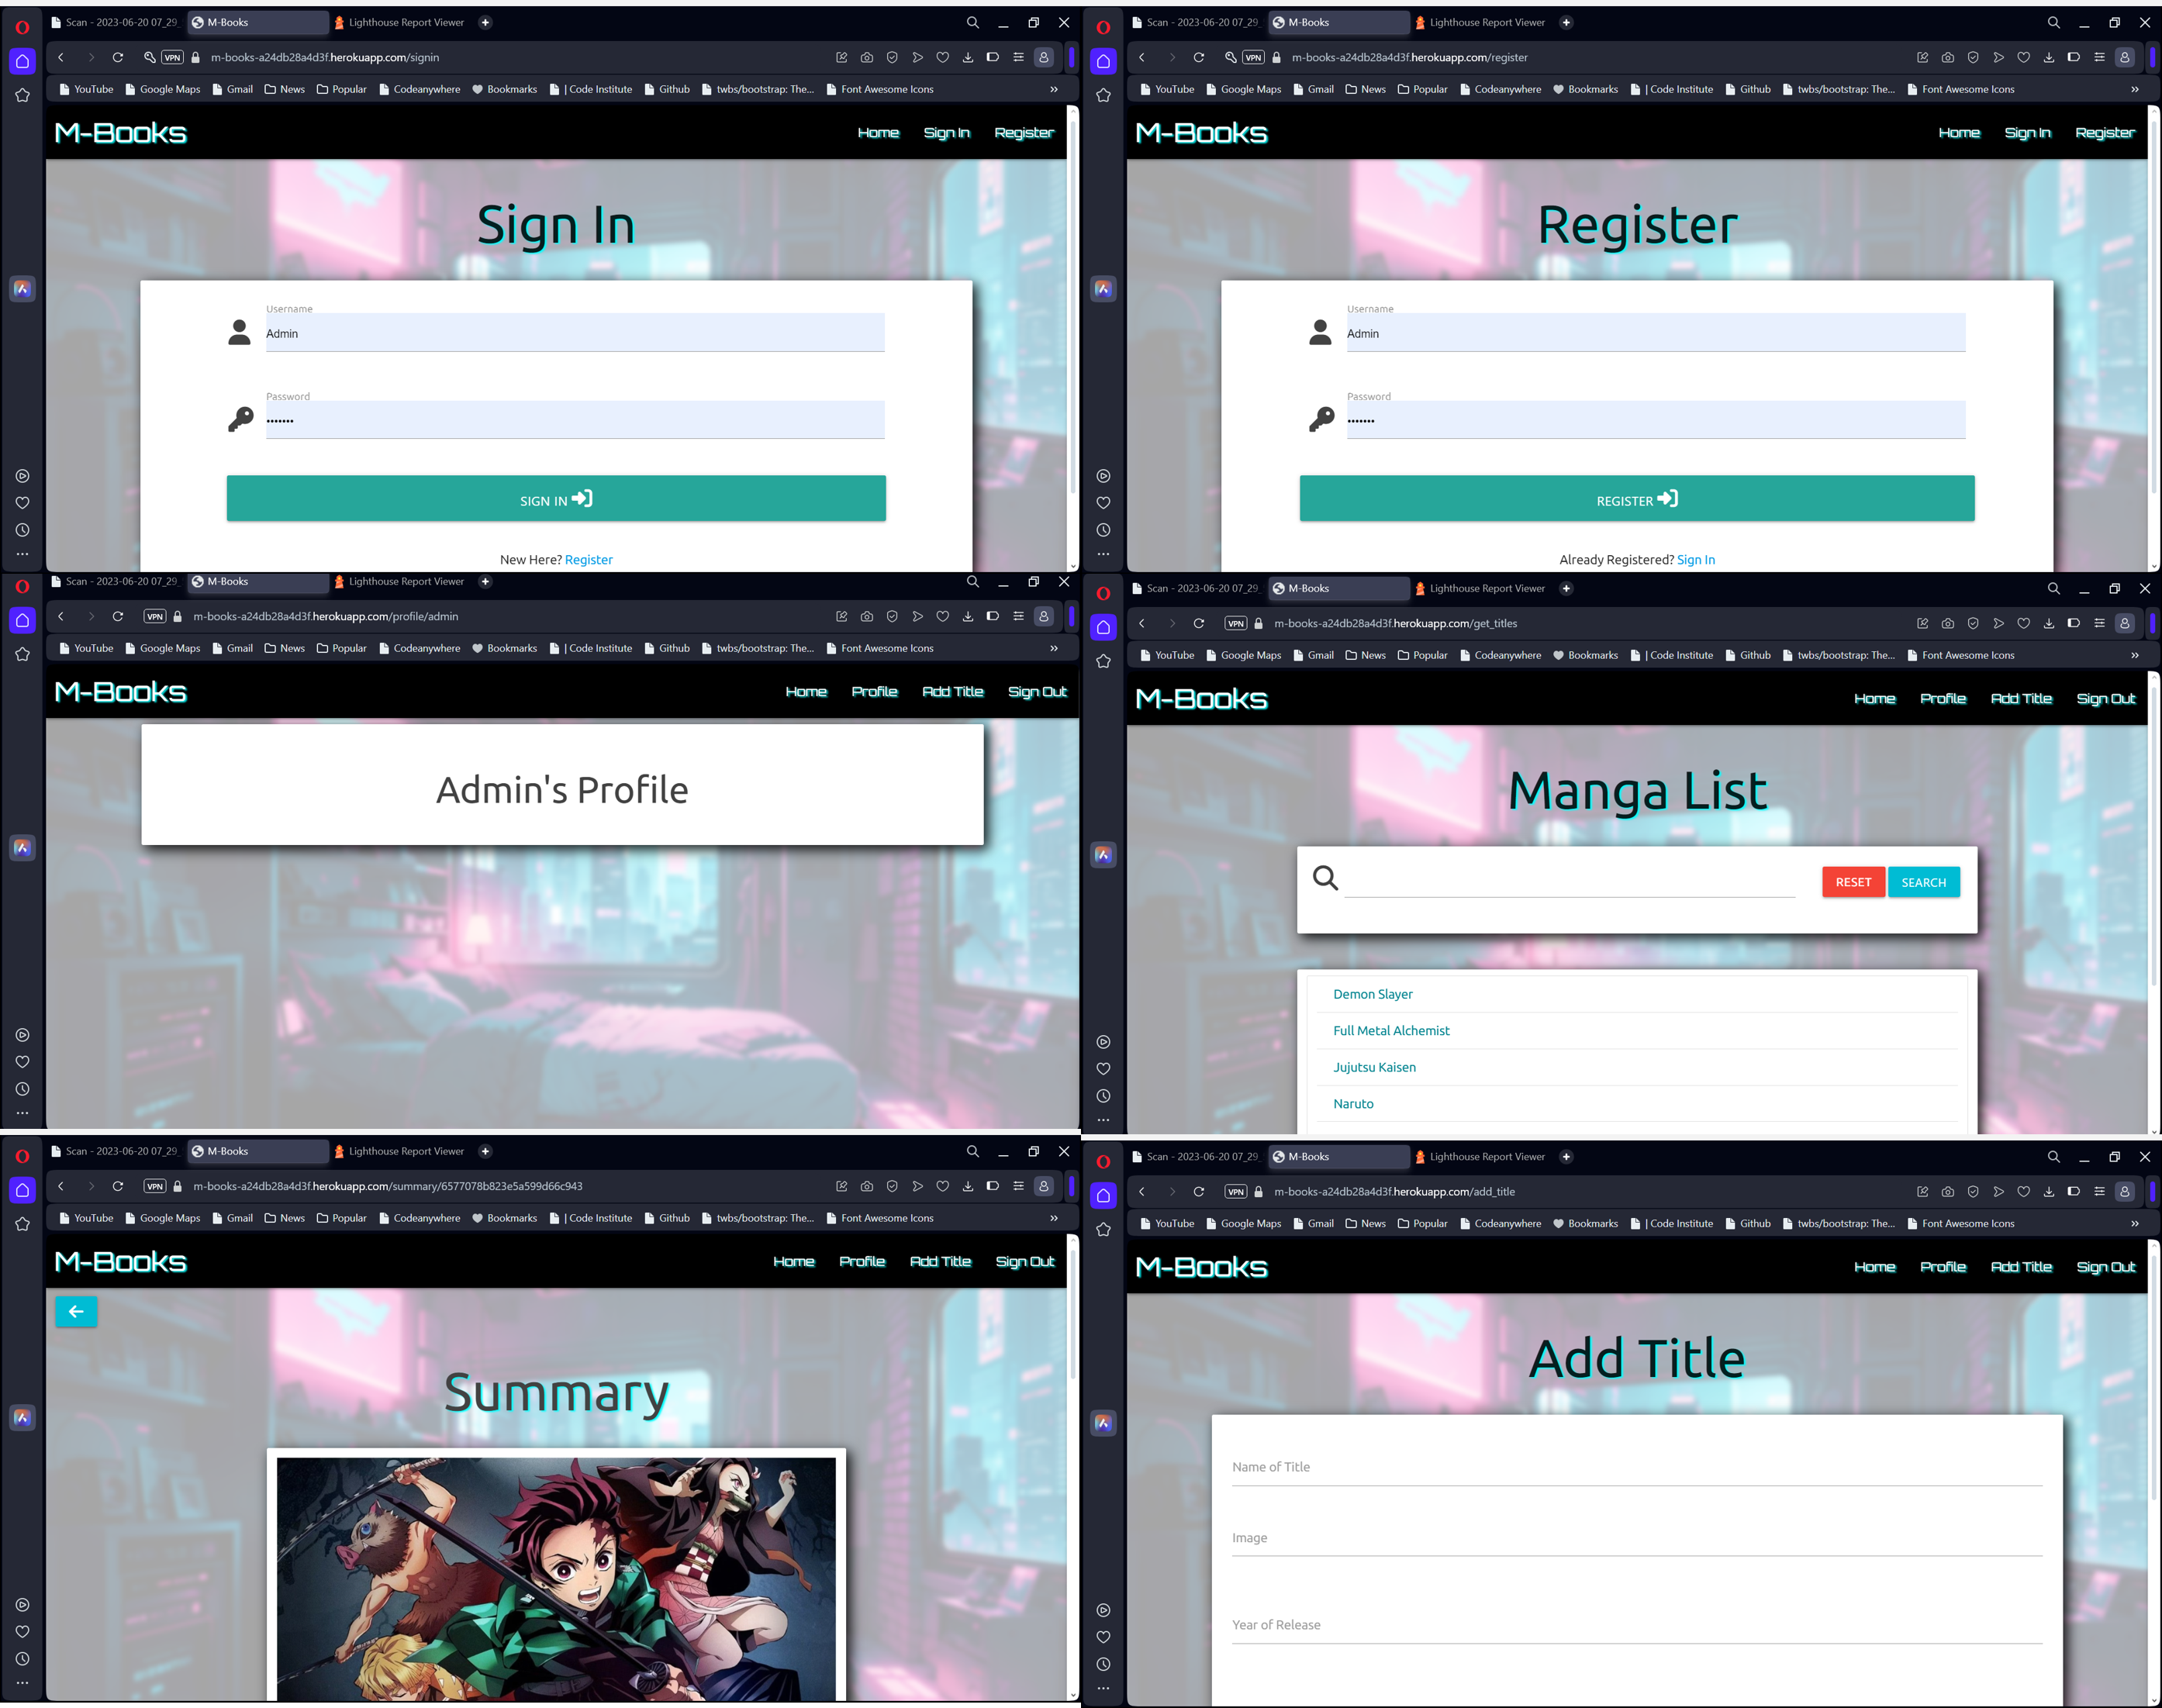 Scan - 2023-06-20 07_29_ M-Books Lighthouse Report Viewer
VPN m-books-a24db28a4d3f.herokuapp.com/signin
YouTube Google Maps Gmail News Popular Codeanywhere Bookmarks | Code Institute Github twbs/bootstrap: The... Font Awesome Icons »
M-Books Home Sign In Register
Sign In
Username
Admin
Password
•••••••
SIGN IN
New Here? Register
Scan - 2023-06-20 07_29_ M-Books Lighthouse Report Viewer
VPN m-books-a24db28a4d3f.herokuapp.com/register
YouTube Google Maps Gmail News Popular Codeanywhere Bookmarks | Code Institute Github twbs/bootstrap: The... Font Awesome Icons »
M-Books Home Sign In Register
Register
Username
Admin
Password
•••••••
REGISTER
Already Registered? Sign In
Scan - 2023-06-20 07_29_ M-Books Lighthouse Report Viewer
VPN m-books-a24db28a4d3f.herokuapp.com/profile/admin
YouTube Google Maps Gmail News Popular Codeanywhere Bookmarks | Code Institute Github twbs/bootstrap: The... Font Awesome Icons »
M-Books Home Profile Add Title Sign Out
Admin's Profile
Scan - 2023-06-20 07_29_ M-Books Lighthouse Report Viewer
VPN m-books-a24db28a4d3f.herokuapp.com/get_titles
YouTube Google Maps Gmail News Popular Codeanywhere Bookmarks | Code Institute Github twbs/bootstrap: The... Font Awesome Icons »
M-Books Home Profile Add Title Sign Out
Manga List
RESET SEARCH
Demon Slayer
Full Metal Alchemist
Jujutsu Kaisen
Naruto
Scan - 2023-06-20 07_29_ M-Books Lighthouse Report Viewer
VPN m-books-a24db28a4d3f.herokuapp.com/summary/6577078b823e5a599d66c943
YouTube Google Maps Gmail News Popular Codeanywhere Bookmarks | Code Institute Github twbs/bootstrap: The... Font Awesome Icons »
M-Books Home Profile Add Title Sign Out
Summary
Scan - 2023-06-20 07_29_ M-Books Lighthouse Report Viewer
VPN m-books-a24db28a4d3f.herokuapp.com/add_title
YouTube Google Maps Gmail News Popular Codeanywhere Bookmarks | Code Institute Github twbs/bootstrap: The... Font Awesome Icons »
M-Books Home Profile Add Title Sign Out
Add Title
Name of Title
Image
Year of Release